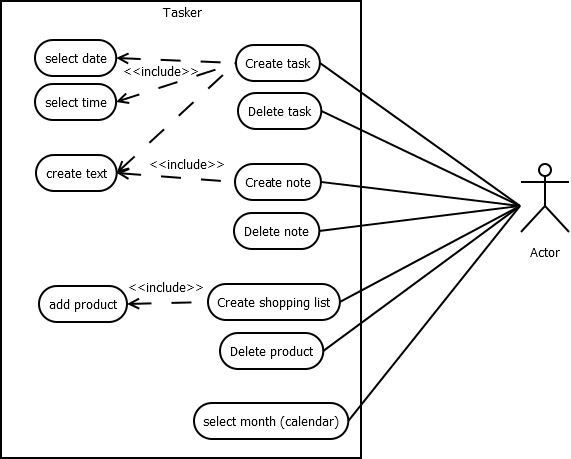 Tasker
select date
<<include>>
Create task
select time
Delete task
create text
<<include>>
Create note
Delete note
Actor
add product
<<include>>
Create shopping list
Delete product
select month (calendar)